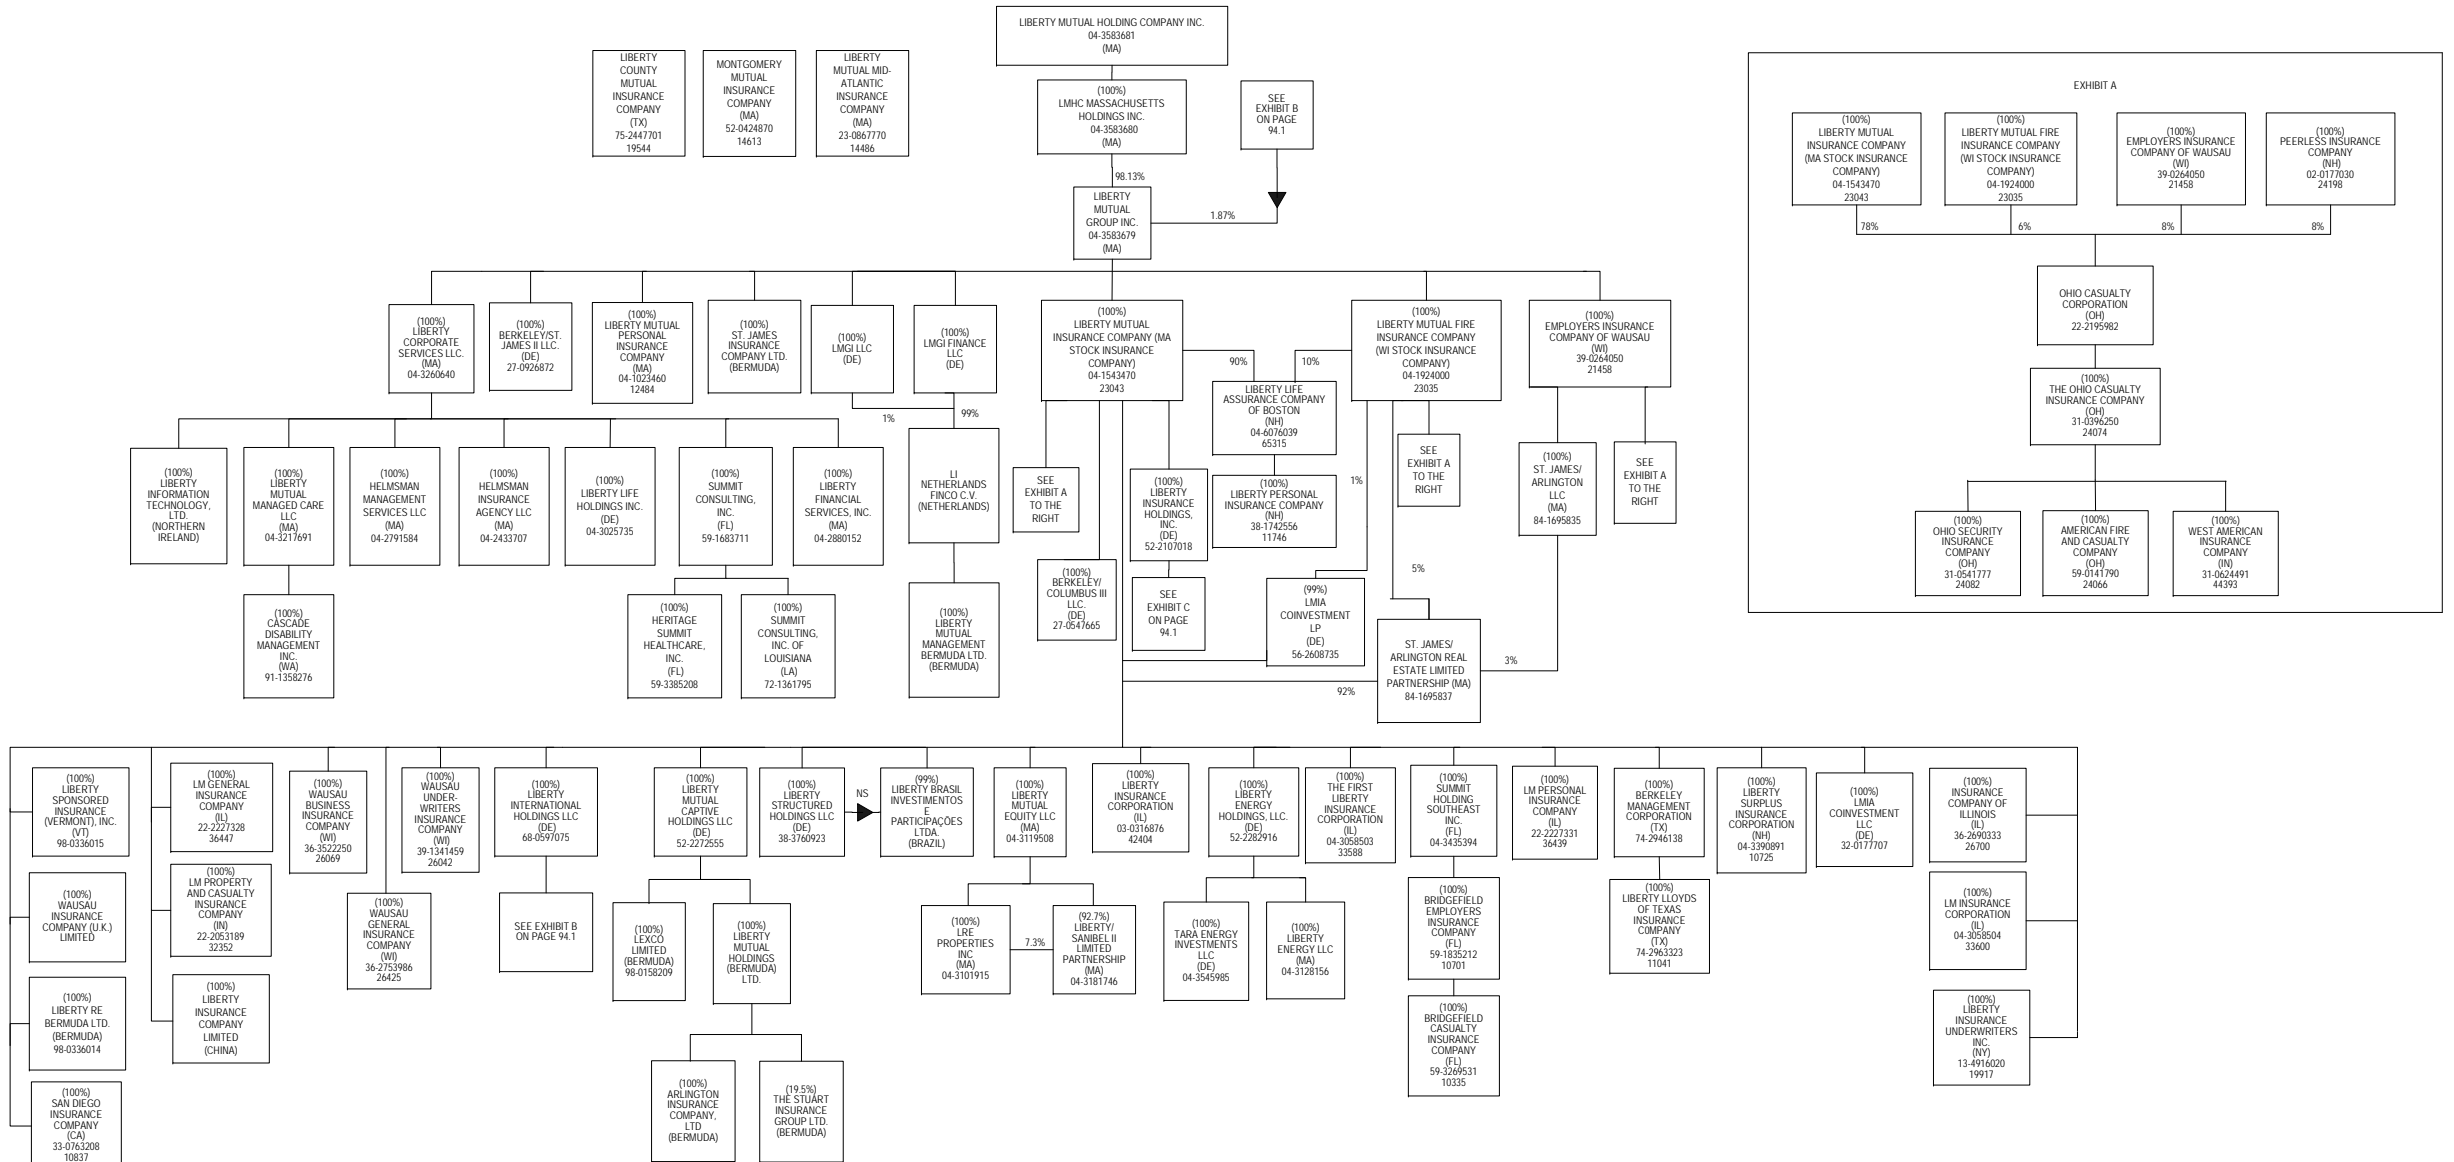 LIBERTY MUTUAL HOLDING COMPANY INC.
04-3583681
(MA)
LIBERTY
COUNTY
MUTUAL
INSURANCE
COMPANY
(TX)
75-2447701
19544
MONTGOMERY
MUTUAL
INSURANCE
COMPANY
(MA)
52-0424870
14613
LIBERTY
MUTUAL MID-
ATLANTIC
INSURANCE
COMPANY
(MA)
23-0867770
14486
(100%)
LMHC MASSACHUSETTS
HOLDINGS INC.
04-3583680
(MA)
SEE
EXHIBIT B
ON PAGE
94.1
98.13%
LIBERTY
MUTUAL
GROUP INC.
04-3583679
(MA)
1.87%
EXHIBIT A
(100%)
LIBERTY MUTUAL
INSURANCE COMPANY
(MA STOCK INSURANCE
COMPANY)
04-1543470
23043
(100%)
LIBERTY MUTUAL FIRE
INSURANCE COMPANY
(WI STOCK INSURANCE
COMPANY)
04-1924000
23035
(100%)
EMPLOYERS INSURANCE
COMPANY OF WAUSAU
(WI)
39-0264050
21458
(100%)
PEERLESS INSURANCE
COMPANY
(NH)
02-0177030
24198
78%
6%
8%
8%
OHIO CASUALTY
CORPORATION
(OH)
22-2195982
(100%)
THE OHIO CASUALTY
INSURANCE COMPANY
(OH)
31-0396250
24074
(100%)
OHIO SECURITY
INSURANCE
COMPANY
(OH)
31-0541777
24082
(100%)
AMERICAN FIRE
AND CASUALTY
COMPANY
(OH)
59-0141790
24066
(100%)
WEST AMERICAN
INSURANCE
COMPANY
(IN)
31-0624491
44393
(100%)
LIBERTY
CORPORATE
SERVICES LLC.
(MA)
04-3260640
(100%)
BERKELEY/ST.
JAMES II LLC.
(DE)
27-0926872
(100%)
LIBERTY MUTUAL
PERSONAL
INSURANCE
COMPANY
(MA)
04-1023460
12484
(100%)
ST. JAMES
INSURANCE
COMPANY LTD.
(BERMUDA)
(100%)
LMGI LLC
(DE)
(100%)
LMGI FINANCE
LLC
(DE)
(100%)
LIBERTY MUTUAL
INSURANCE COMPANY (MA
STOCK INSURANCE
COMPANY)
04-1543470
23043
(100%)
LIBERTY MUTUAL FIRE
INSURANCE COMPANY
(WI STOCK INSURANCE
COMPANY)
04-1924000
23035
(100%)
EMPLOYERS INSURANCE
COMPANY OF WAUSAU
(WI)
39-0264050
21458
90%
10%
1%
99%
LIBERTY LIFE
ASSURANCE COMPANY
OF BOSTON
(NH)
04-6076039
65315
(100%)
LIBERTY
INFORMATION
TECHNOLOGY,
LTD.
(NORTHERN
IRELAND)
(100%)
LIBERTY
MUTUAL
MANAGED CARE
LLC
(MA)
04-3217691
(100%)
HELMSMAN
MANAGEMENT
SERVICES LLC
(MA)
04-2791584
(100%)
HELMSMAN
INSURANCE
AGENCY LLC
(MA)
04-2433707
(100%)
LIBERTY LIFE
HOLDINGS INC.
(DE)
04-3025735
(100%)
SUMMIT
CONSULTING,
INC.
(FL)
59-1683711
(100%)
LIBERTY
FINANCIAL
SERVICES, INC.
(MA)
04-2880152
LI
NETHERLANDS
FINCO C.V.
(NETHERLANDS)
SEE
EXHIBIT A
TO THE
RIGHT
(100%)
LIBERTY
INSURANCE
HOLDINGS,
INC.
(DE)
52-2107018
(100%)
LIBERTY PERSONAL
INSURANCE COMPANY
(NH)
38-1742556
11746
1%
SEE
EXHIBIT A
TO THE
RIGHT
(100%)
ST. JAMES/
ARLINGTON
LLC
(MA)
84-1695835
SEE
EXHIBIT A
TO THE
RIGHT
(100%)
CASCADE
DISABILITY
MANAGEMENT
INC.
(WA)
91-1358276
(100%)
HERITAGE
SUMMIT
HEALTHCARE,
INC.
(FL)
59-3385208
(100%)
SUMMIT
CONSULTING,
INC. OF
LOUISIANA
(LA)
72-1361795
(100%)
LIBERTY
MUTUAL
MANAGEMENT
BERMUDA LTD.
(BERMUDA)
(100%)
BERKELEY/
COLUMBUS III
LLC.
(DE)
27-0547665
SEE
EXHIBIT C
ON PAGE
94.1
(99%)
LMIA
COINVESTMENT
LP
(DE)
56-2608735
5%
ST. JAMES/
ARLINGTON REAL
ESTATE LIMITED
PARTNERSHIP (MA)
84-1695837
3%
92%
(100%)
LIBERTY
SPONSORED
INSURANCE
(VERMONT), INC.
(VT)
98-0336015
(100%)
LM GENERAL
INSURANCE
COMPANY
(IL)
22-2227328
36447
(100%)
WAUSAU
BUSINESS
INSURANCE
COMPANY
(WI)
36-3522250
26069
(100%)
WAUSAU
UNDER-
WRITERS
INSURANCE
COMPANY
(WI)
39-1341459
26042
(100%)
LIBERTY
INTERNATIONAL
HOLDINGS LLC
(DE)
68-0597075
(100%)
LIBERTY
MUTUAL
CAPTIVE
HOLDINGS LLC
(DE)
52-2272555
(100%)
LIBERTY
STRUCTURED
HOLDINGS LLC
(DE)
38-3760923
NS
(99%)
LIBERTY BRASIL
INVESTIMENTOS
E
PARTICIPAÇÕES
LTDA.
(BRAZIL)
(100%)
LIBERTY
MUTUAL
EQUITY LLC
(MA)
04-3119508
(100%)
LIBERTY
INSURANCE
CORPORATION
(IL)
03-0316876
42404
(100%)
LIBERTY
ENERGY
HOLDINGS, LLC.
(DE)
52-2282916
(100%)
THE FIRST
LIBERTY
INSURANCE
CORPORATION
(IL)
04-3058503
33588
(100%)
SUMMIT
HOLDING
SOUTHEAST
INC.
(FL)
04-3435394
(100%)
LM PERSONAL
INSURANCE
COMPANY
(IL)
22-2227331
36439
(100%)
BERKELEY
MANAGEMENT
CORPORATION
(TX)
74-2946138
(100%)
LIBERTY
SURPLUS
INSURANCE
CORPORATION
(NH)
04-3390891
10725
(100%)
LMIA
COINVESTMENT
LLC
(DE)
32-0177707
(100%)
INSURANCE
COMPANY OF
ILLINOIS
(IL)
36-2690333
26700
(100%)
WAUSAU
INSURANCE
COMPANY (U.K.)
LIMITED
(100%)
LM PROPERTY
AND CASUALTY
INSURANCE
COMPANY
(IN)
22-2053189
32352
(100%)
WAUSAU
GENERAL
INSURANCE
COMPANY
(WI)
36-2753986
26425
SEE EXHIBIT B
ON PAGE 94.1
(100%)
LEXCO
LIMITED
(BERMUDA)
98-0158209
(100%)
LIBERTY
MUTUAL
HOLDINGS
(BERMUDA)
LTD.
(100%)
LRE
PROPERTIES
INC
(MA)
04-3101915
7.3%
(92.7%)
LIBERTY/
SANIBEL II
LIMITED
PARTNERSHIP
(MA)
04-3181746
(100%)
TARA ENERGY
INVESTMENTS
LLC
(DE)
04-3545985
(100%)
LIBERTY
ENERGY LLC
(MA)
04-3128156
(100%)
BRIDGEFIELD
EMPLOYERS
INSURANCE
COMPANY
(FL)
59-1835212
10701
(100%)
LIBERTY LLOYDS
OF TEXAS
INSURANCE
COMPANY
(TX)
74-2963323
11041
(100%)
LM INSURANCE
CORPORATION
(IL)
04-3058504
33600
(100%)
LIBERTY RE
BERMUDA LTD.
(BERMUDA)
98-0336014
(100%)
LIBERTY
INSURANCE
COMPANY
LIMITED
(CHINA)
(100%)
BRIDGEFIELD
CASUALTY
INSURANCE
COMPANY
(FL)
59-3269531
10335
(100%)
LIBERTY
INSURANCE
UNDERWRITERS
INC.
(NY)
13-4916020
19917
(100%)
SAN DIEGO
INSURANCE
COMPANY
(CA)
33-0763208
10837
(100%)
ARLINGTON
INSURANCE
COMPANY,
LTD
(BERMUDA)
(19.5%)
THE STUART
INSURANCE
GROUP LTD.
(BERMUDA)